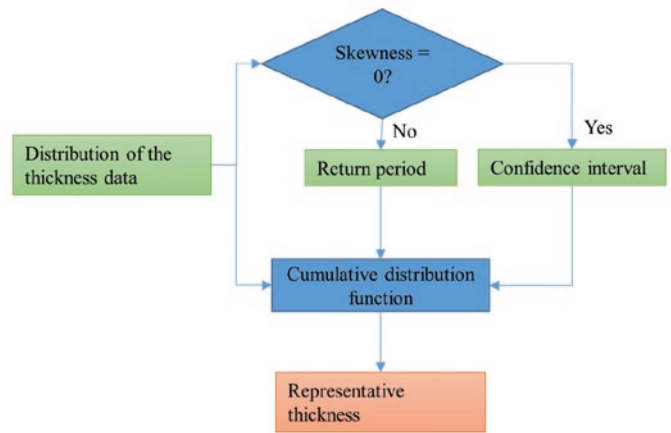 Skewness =
0?
No
Yes
Distribution of the
thickness data
Return period
Confidence interval
Cumulative distribution
function
Representative
thickness